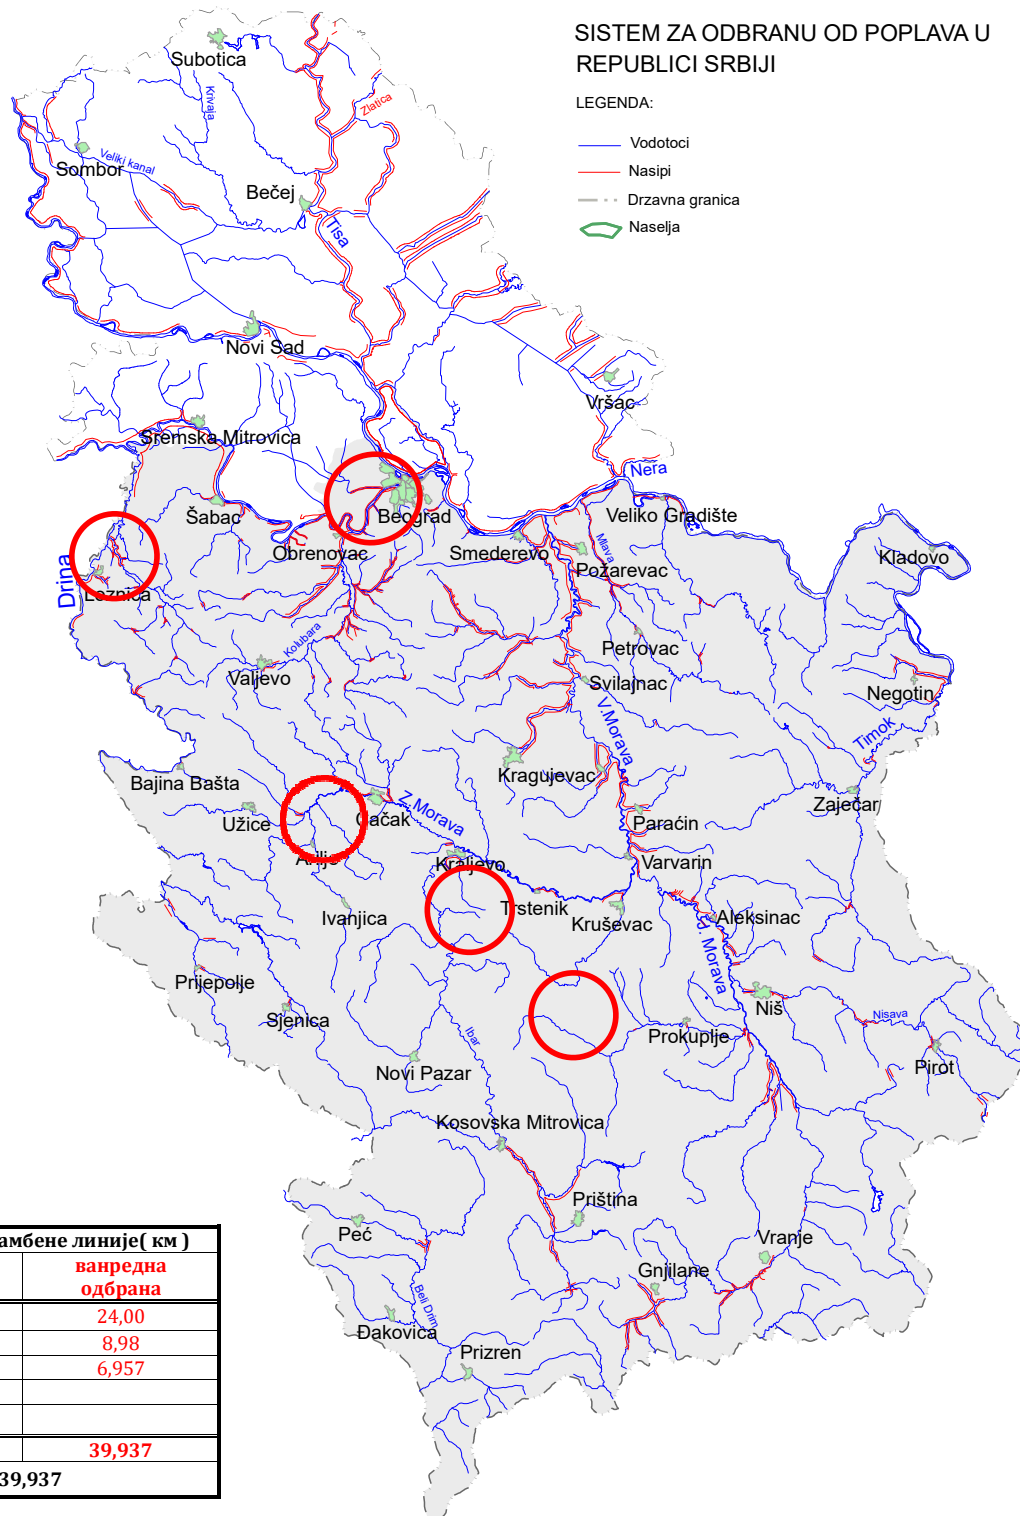 SISTEM ZA ODBRANU OD POPLAVA U
REPUBLICI SRBIJI
LEGENDA:
Vodotoci
Nasipi
Drzavna granica
Naselja
Subotica
Krivaja
Zlatica
Sombor
Veliki kanal
Bečej
Tisa
Novi Sad
Vršac
Sremska Mitrovica
Nera
Šabac
Beograd
Veliko Gradište
Obrenovac
Smederevo
Mlava
Kladovo
Požarevac
Drina
Loznica
Kolubara
Petrovac
Valjevo
Svilajnac
Negotin
V.Morava
Timok
Bajina Bašta
Kragujevac
Zaječar
Užice
Čačak
Z.Morava
Paraćin
Arilje
Kraljevo
Varvarin
Ivanjica
Trstenik
Kruševac
Aleksinac
J. Morava
Prijepolje
Sjenica
Niš
Nisava
Ibar
Prokuplje
Pirot
Novi Pazar
Kosovska Mitrovica
Priština
Peć
Vranje
Gnjilane
Beli Drim
Đakovica
Prizren
амбене линије( км )
ванредна
одбрана
24,00
8,98
6,957
39,937
39,937